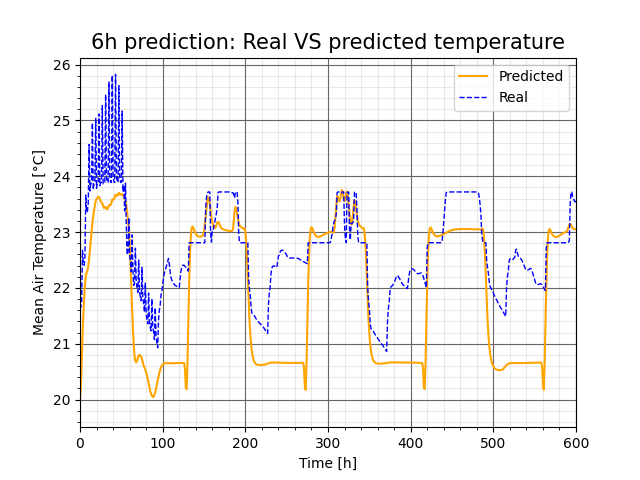 6h prediction: Real VS predicted temperature
Predicted
Real
Mean Air Temperature [°C]
26
25
24
23
22
21
20
0 100 200 300 400 500 600
Time [h]